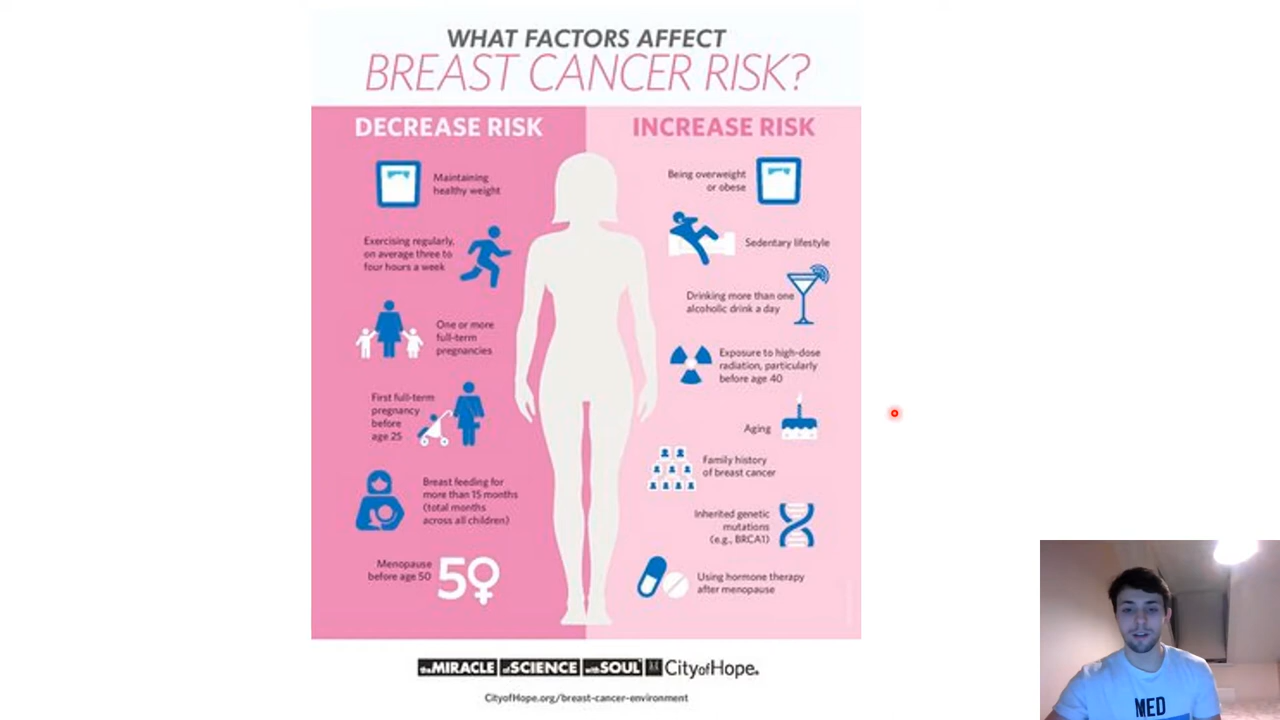 WHAT FACTORS AFFECT
BREAST CANCER RISK?
DECREASE RISK
Maintaining
healthy weight
Exercising regularly,
on average three to
four hours a week
One or more
full-term
pregnancies
First full-term
pregnancy
before
age 25
Breast feeding for
more than 15 months
(total months
across all children)
Menopause
before age 50
50
INCREASE RISK
Being overweight
or obese
Sedentary lifestyle
Drinking more than one
alcoholic drink a day
Exposure to high-dose
radiation, particularly
before age 40
Aging
Family history
of breast cancer
Inherited genetic
mutations
(e.g., BRCA1)
Using hormone therapy
after menopause
the MIRACLE of SCIENCE with SOUL CityofHope.
CityofHope.org/breast-cancer-environment
MED